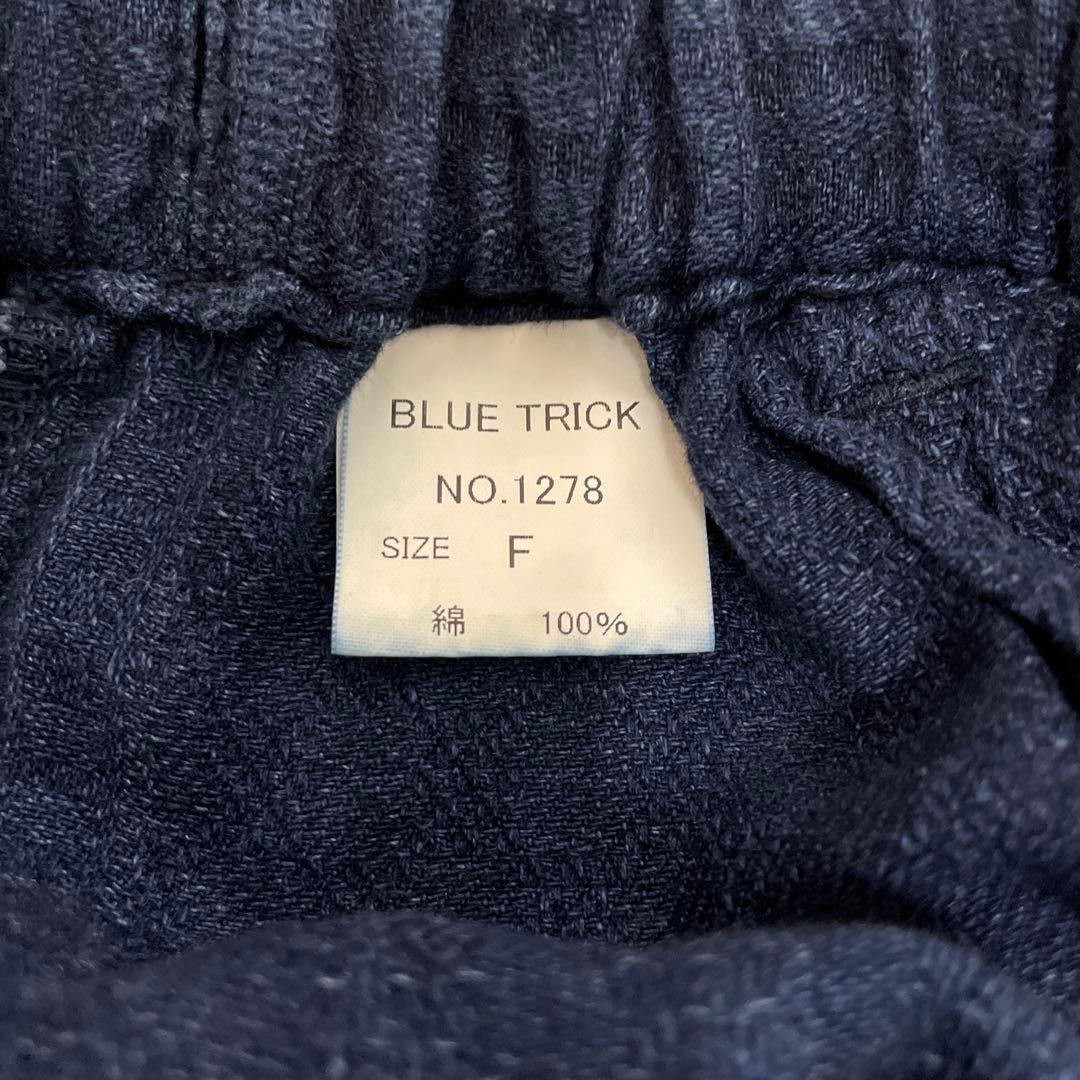 BLUE TRICK
NO.1278
SIZE F
綿 100%